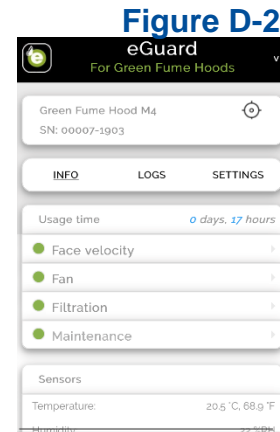 Figure D-2
eGuard
For Green Fume Hoods
Green Fume Hood M4
SN: 00007-1903
INFO LOGS SETTINGS
Usage time 0 days, 17 hours
Face velocity
Fan
Filtration
Maintenance
Sensors
Temperature: 20.5 °C, 68.9 °F
Humidity